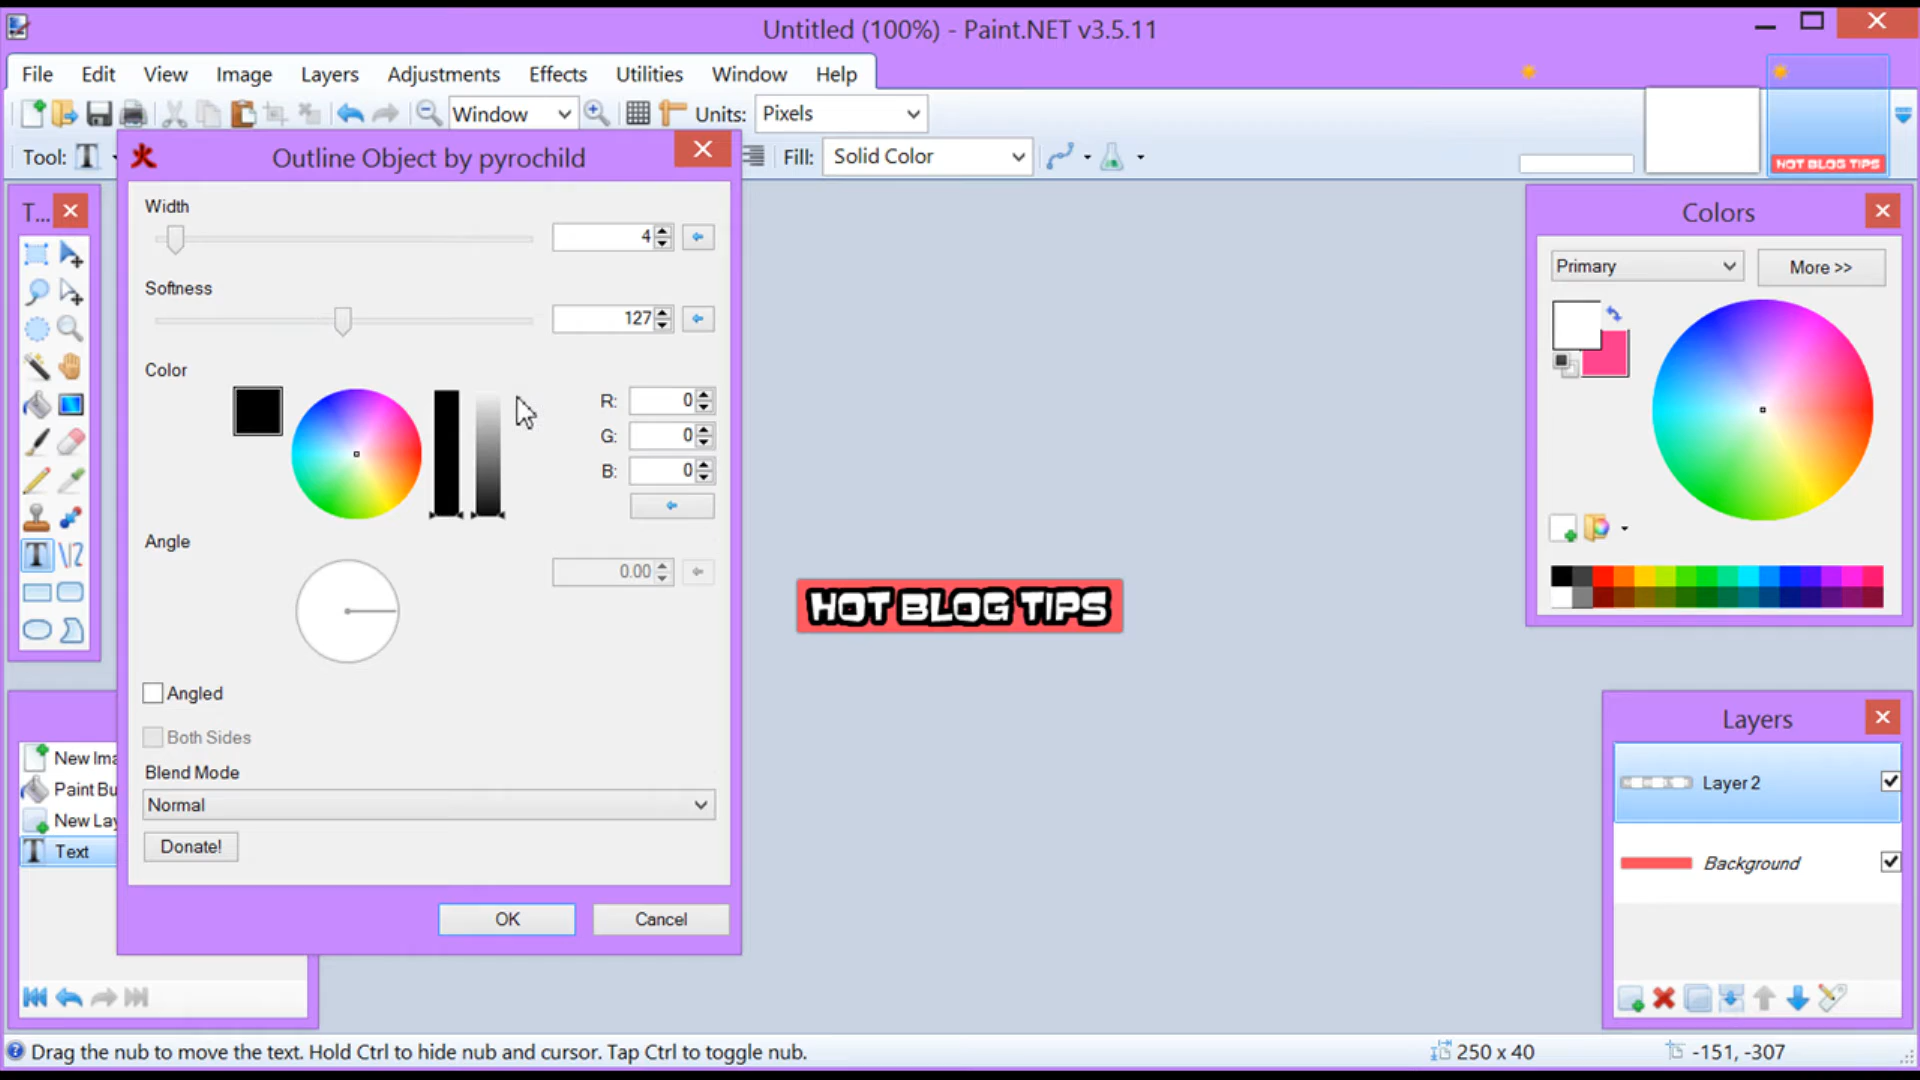 Untitled (100%) - Paint.NET v3.5.11
File Edit View Image Layers Adjustments Effects Utilities Window Help
Window Units: Pixels
Tool: T Fill: Solid Color
HOT BLOG TIPS
Outline Object by pyrochild
Width
4
Softness
127
Color
R: 0
G: 0
B: 0
Angle
0.00
Angled
Both Sides
Blend Mode
Normal
Donate!
OK Cancel
T...
New Ima
Paint Bu
New Lay
Text
HOT BLOG TIPS
Colors
Primary More >>
Layers
Layer 2
Background
Drag the nub to move the text. Hold Ctrl to hide nub and cursor. Tap Ctrl to toggle nub. 250 x 40 -151, -307